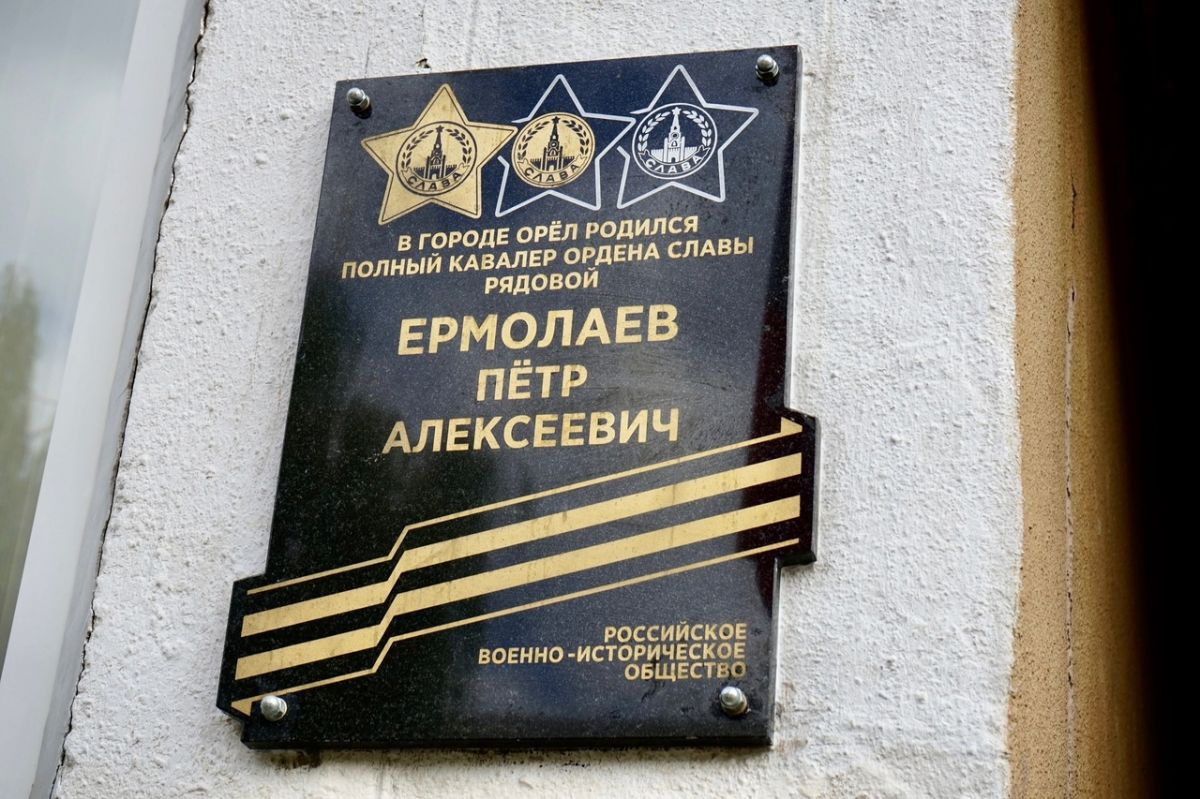 СЛАВА СЛАВА СЛАВА
В ГОРОДЕ ОРЁЛ РОДИЛСЯ
ПОЛНЫЙ КАВАЛЕР ОРДЕНА СЛАВЫ
РЯДОВОЙ
ЕРМОЛАЕВ
ПЁТР
АЛЕКСЕЕВИЧ
РОССИЙСКОЕ
ВОЕННО-ИСТОРИЧЕСКОЕ
ОБЩЕСТВО